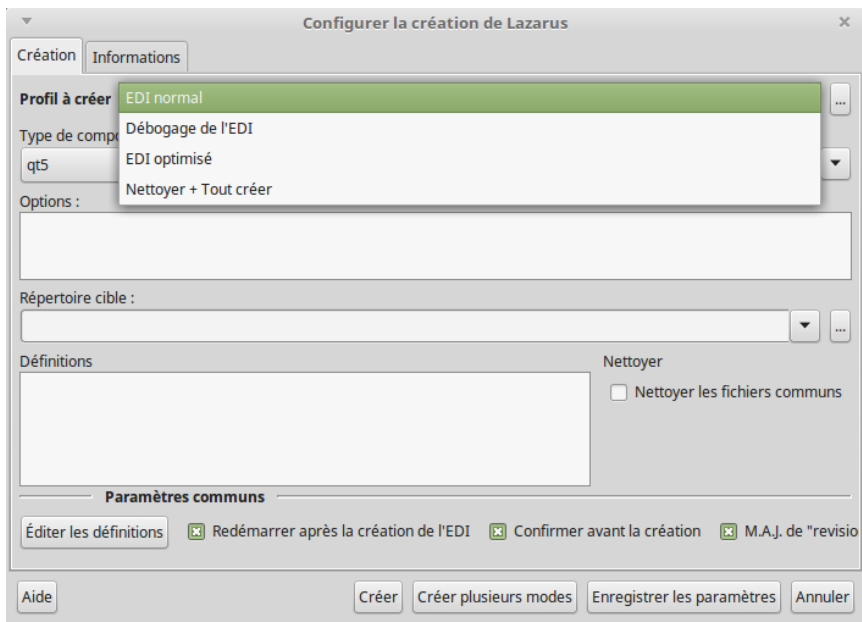 Configurer la création de Lazarus
Création Informations
Profil à créer EDI normal ...
Débogage de l'EDI
EDI optimisé
Nettoyer + Tout créer
Type de compo
qt5
Options :
Répertoire cible :
...
Définitions
Nettoyer
Nettoyer les fichiers communs
Paramètres communs
Éditer les définitions Redémarrer après la création de l'EDI Confirmer avant la création M.A.J. de "revisio
Aide Créer Créer plusieurs modes Enregistrer les paramètres Annuler